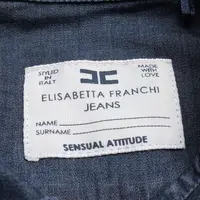 STYLED IN ITALY
MADE WITH LOVE
ELISABETTA FRANCHI
JEANS
NAME
SURNAME
SENSUAL ATTITUDE